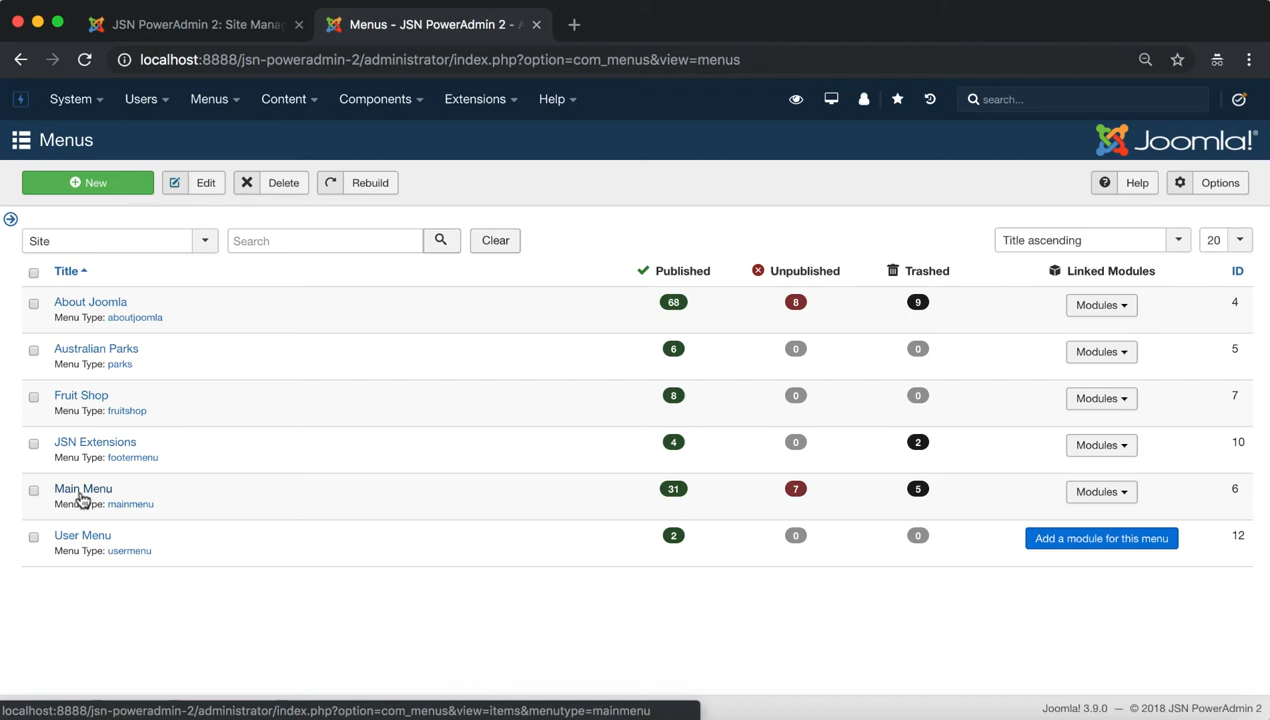 JSN PowerAdmin 2: Site Mana
Menus - JSN PowerAdmin 2 - A
localhost:8888/jsn-poweradmin-2/administrator/index.php?option=com_menus&view=menus
System Users Menus Content Components Extensions Help search...
Menus Joomla!
New Edit Delete Rebuild Help Options
Site Search Clear Title ascending 20
Title Published Unpublished Trashed Linked Modules ID
About Joomla 68 8 9 Modules 4
Menu Type: aboutjoomla
Australian Parks 6 0 0 Modules 5
Menu Type: parks
Fruit Shop 8 0 0 Modules 7
Menu Type: fruitshop
JSN Extensions 4 0 2 Modules 10
Menu Type: footermenu
Main Menu 31 7 5 Modules 6
Menu Type: mainmenu
User Menu 2 0 0 Add a module for this menu 12
Menu Type: usermenu
localhost:8888/jsn-poweradmin-2/administrator/index.php?option=com_menus&view=items&menutype=mainmenu
Joomla! 3.9.0 — © 2018 JSN PowerAdmin 2